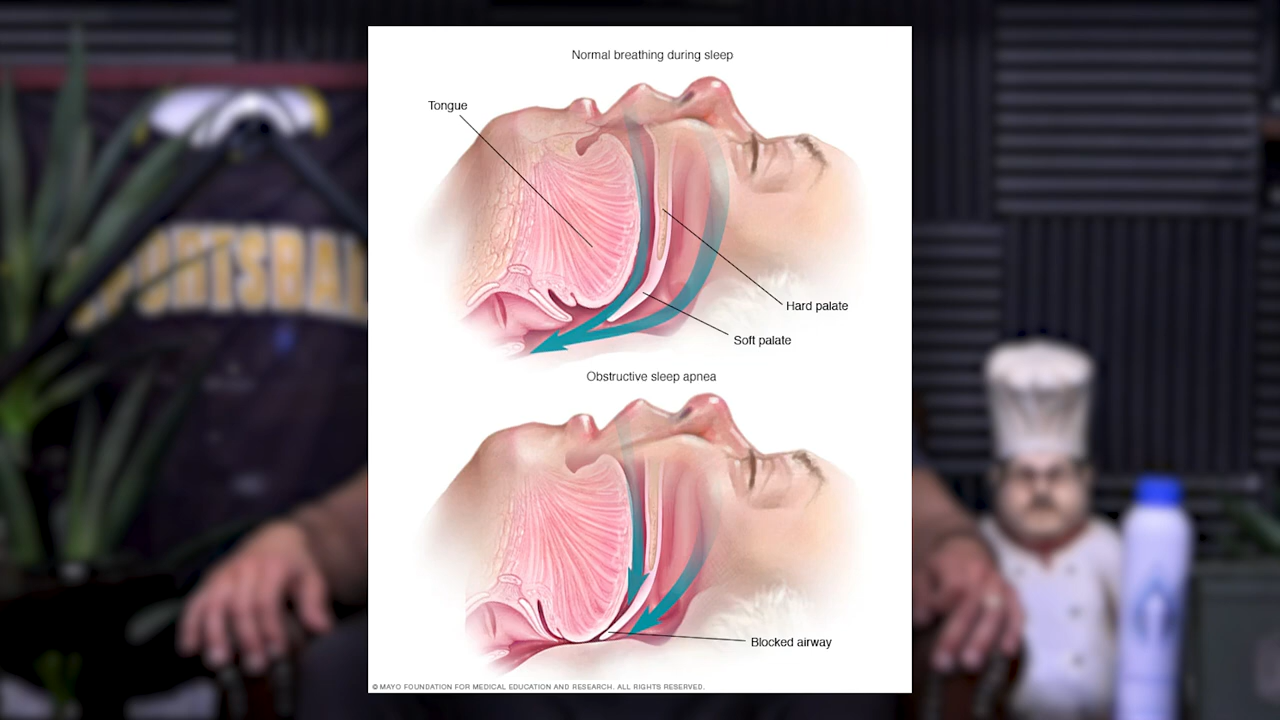 Normal breathing during sleep
Tongue
Hard palate
Soft palate
Obstructive sleep apnea
Blocked airway
© MAYO FOUNDATION FOR MEDICAL EDUCATION AND RESEARCH. ALL RIGHTS RESERVED.
SPORTSBAL